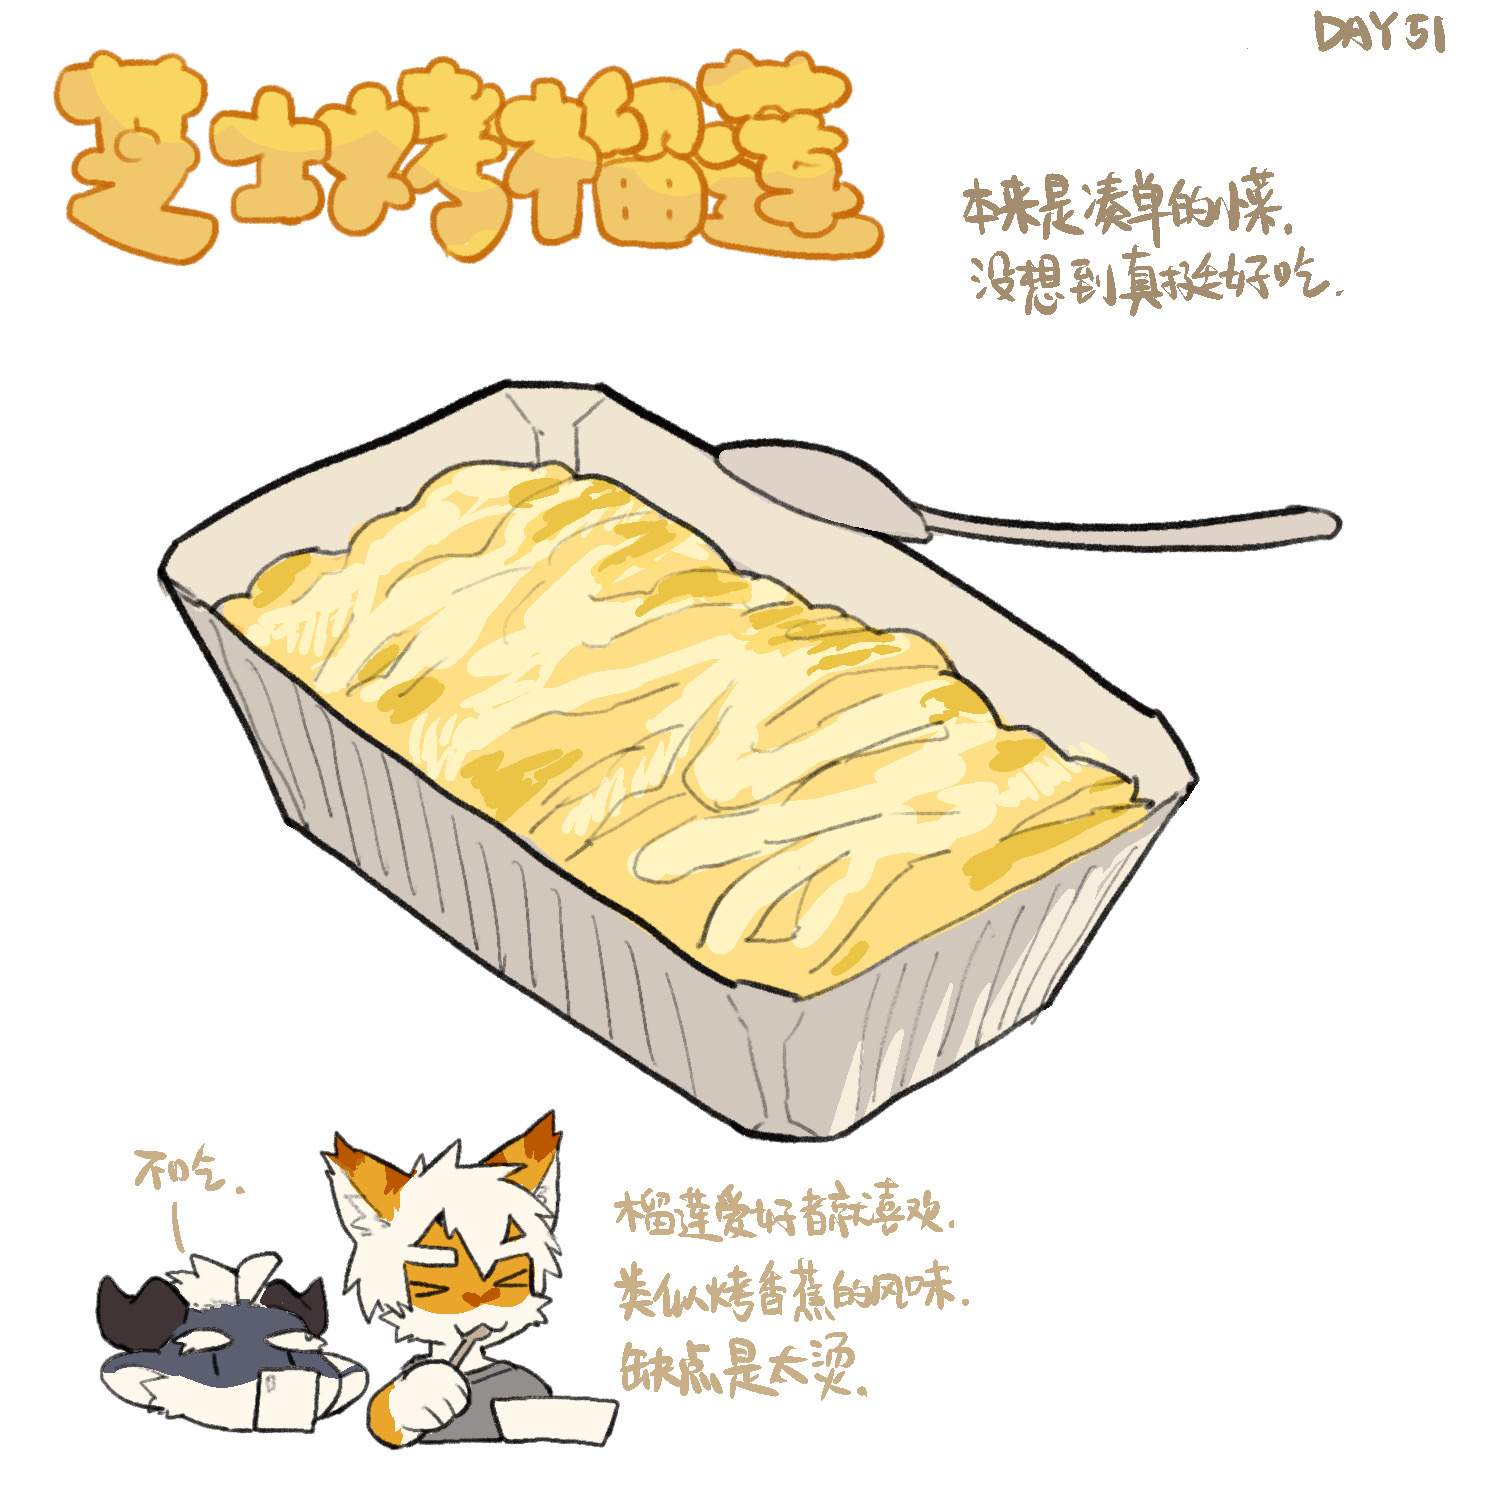 DAY 51
芝士烤榴莲
本来是凑单的小菜.
没想到真挺好吃.
不吃.
榴莲爱好者就喜欢.
类似烤香蕉的风味.
缺点是太烫.